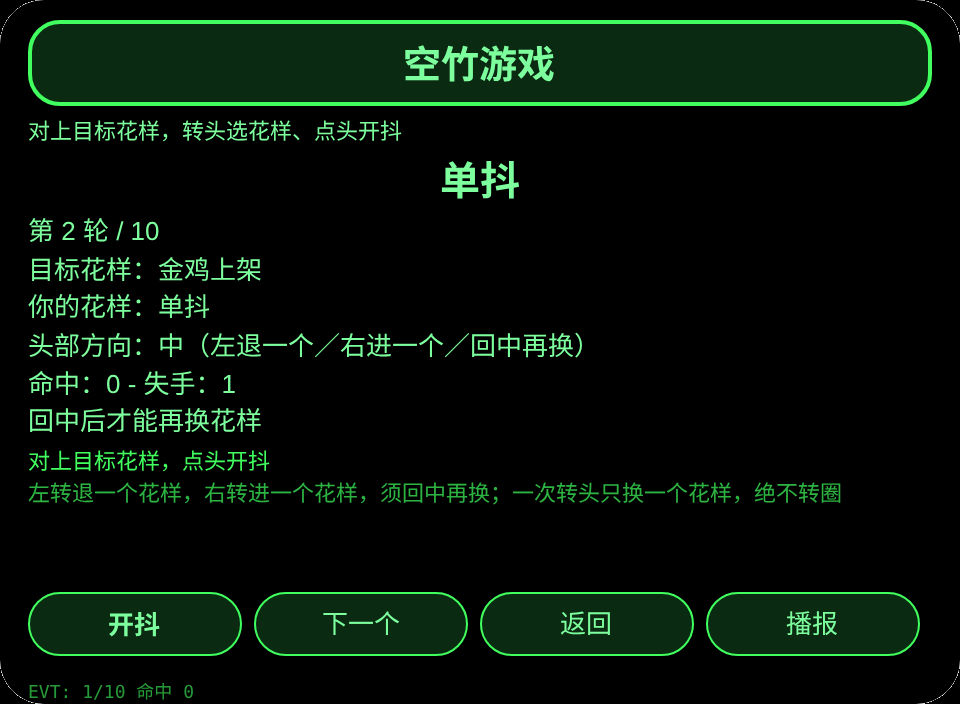 空竹游戏
对上目标花样，转头选花样、点头开抖
单抖
第 2 轮 / 10
目标花样：金鸡上架
你的花样：单抖
头部方向：中（左退一个／右进一个／回中再换）
命中：0 - 失手：1
回中后才能再换花样
对上目标花样，点头开抖
左转退一个花样，右转进一个花样，须回中再换；一次转头只换一个花样，绝不转圈
开抖
下一个
返回
播报
EVT: 1/10 命中 0